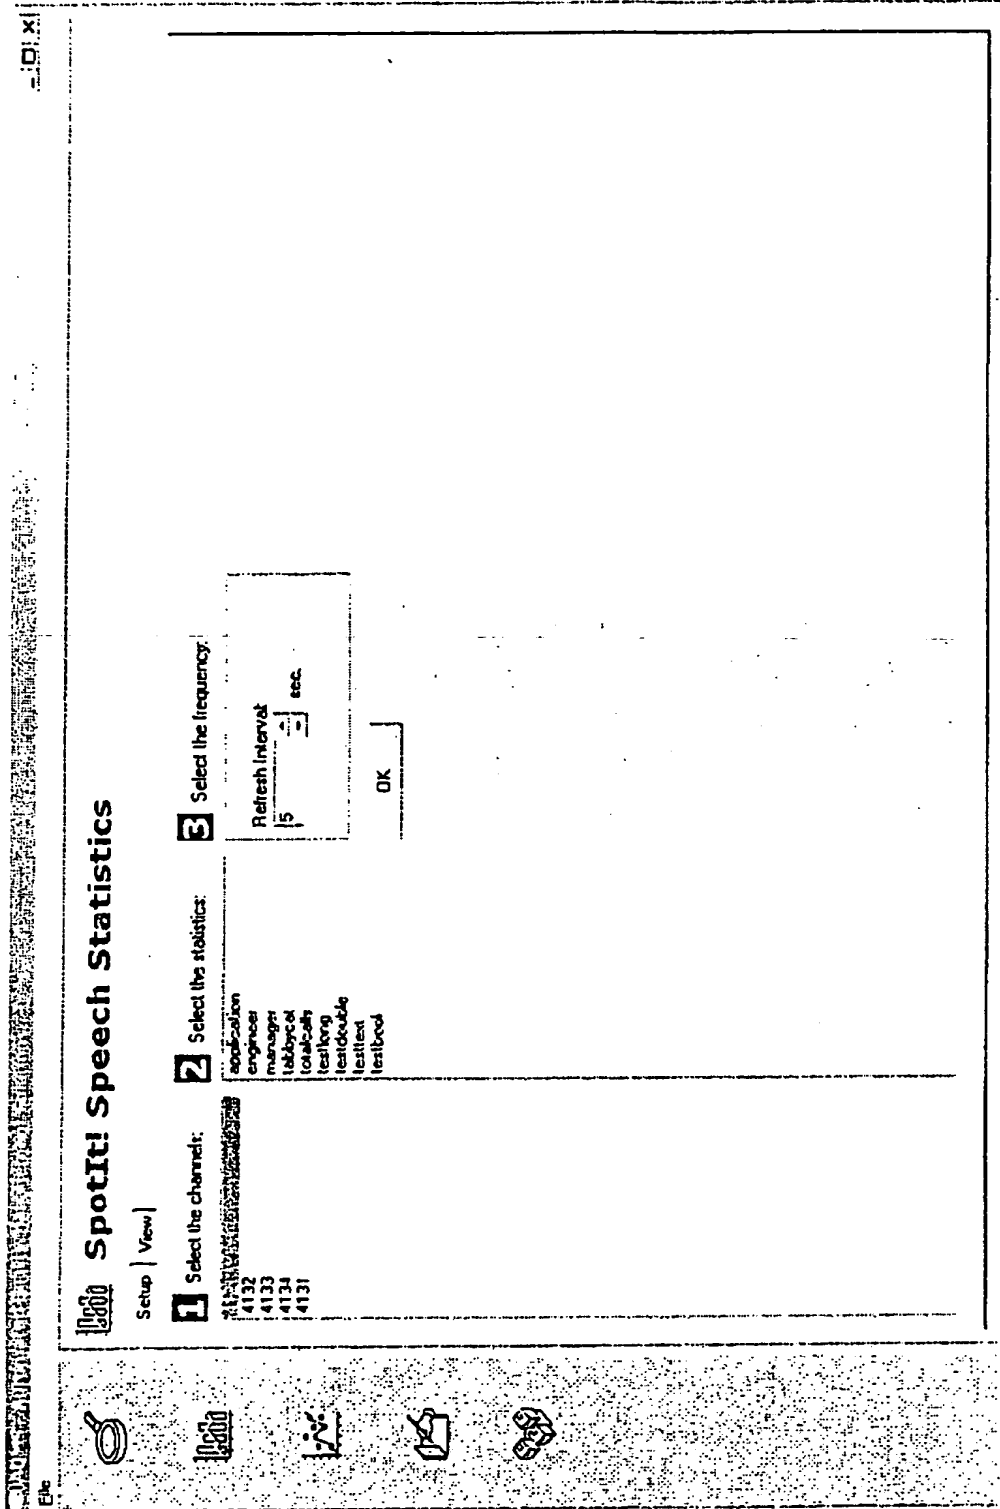 File
SpotIt! Speech Statistics
Setup | View
1 Select the channels:
4132
4133
4134
4131
2 Select the statistics:
application
engineer
manager
tabbycat
totalcalls
testlong
testdouble
testtext
testbool
3 Select the frequency:
Refresh Interval:
5 sec.
OK